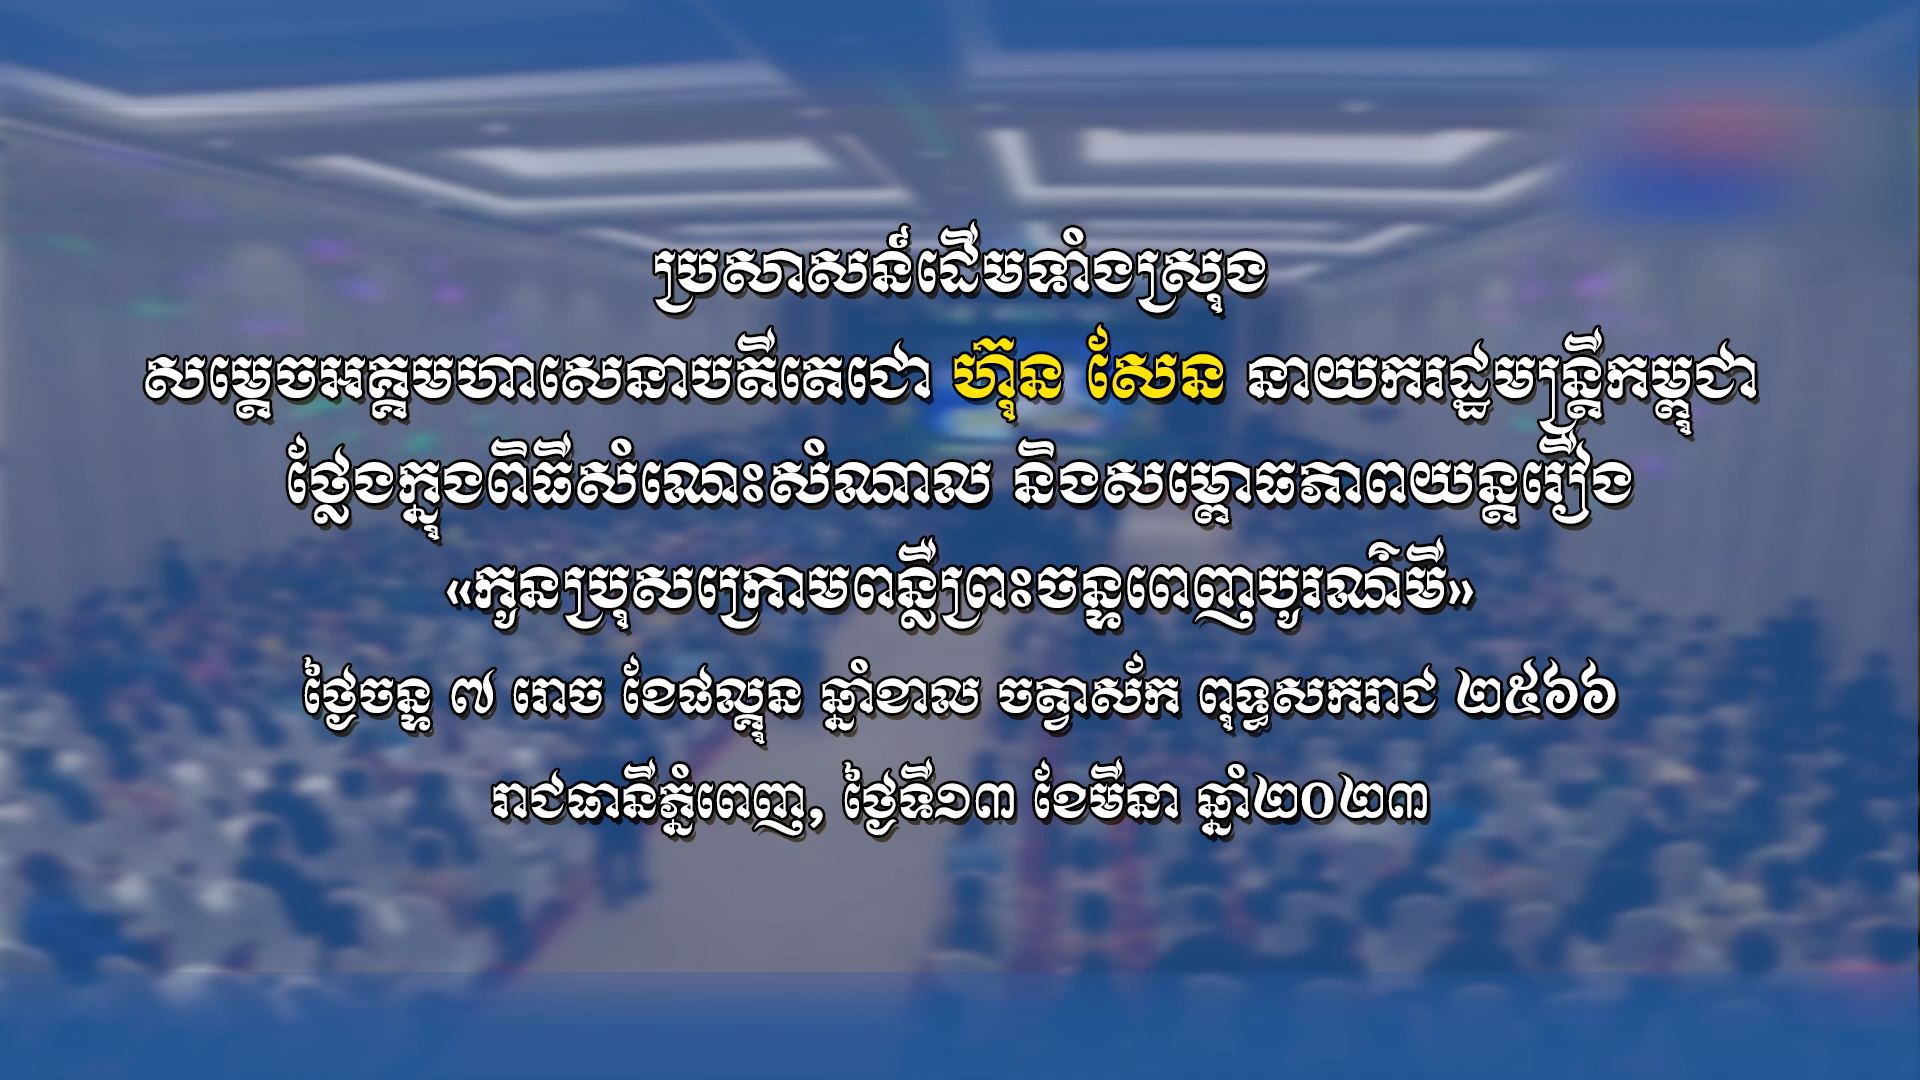 ប្រសាសន៍ដើមទាំងស្រុង
សម្តេចអគ្គមហាសេនាបតីតេជោ ហ៊ុន សែន នាយករដ្ឋមន្ត្រីកម្ពុជា
ថ្លែងក្នុងពិធីសំណេះសំណាល និងសម្ពោធភាពយន្តរឿង
«កូនប្រុសក្រោមពន្លឺព្រះចន្ទពេញបូរណ៌មី»
ថ្ងៃចន្ទ ៧ រោច ខែផល្គុន ឆ្នាំខាល ចត្វាស័ក ពុទ្ធសករាជ ២៥៦៦
រាជធានីភ្នំពេញ, ថ្ងៃទី១៣ ខែមីនា ឆ្នាំ២០២៣